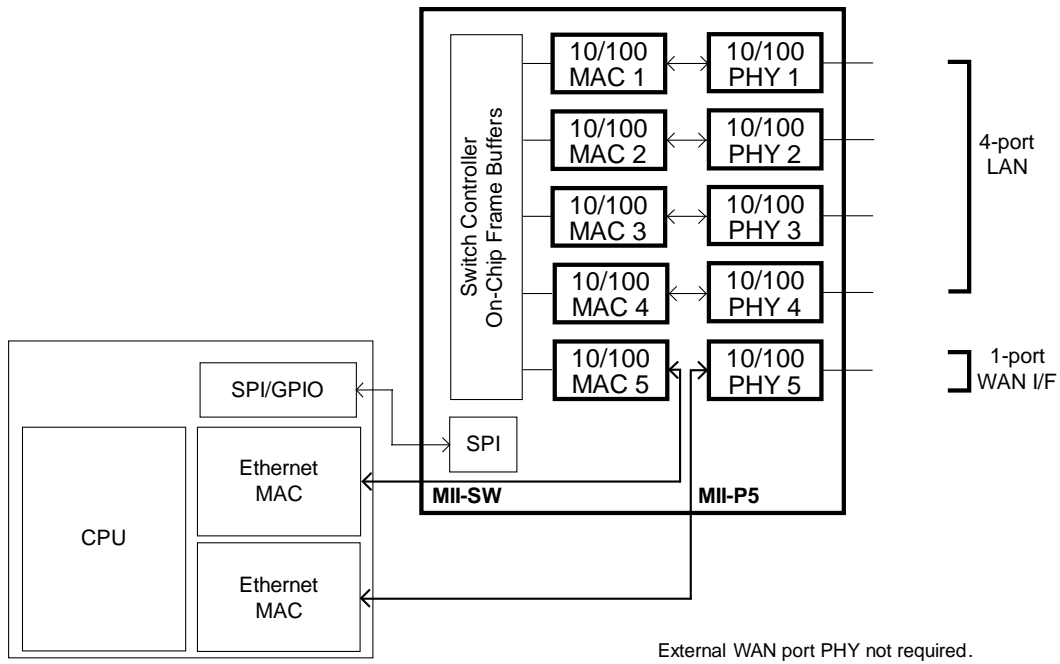 10/100
MAC 1
10/100
PHY 1
10/100
MAC 2
10/100
PHY 2
10/100
MAC 3
10/100
PHY 3
10/100
MAC 4
10/100
PHY 4
10/100
MAC 5
10/100
PHY 5
Switch Controller
On-Chip Frame Buffers
4-port
LAN
1-port
WAN I/F
SPI/GPIO
SPI
Ethernet
MAC
MII-SW
MII-P5
CPU
Ethernet
MAC
External WAN port PHY not required.